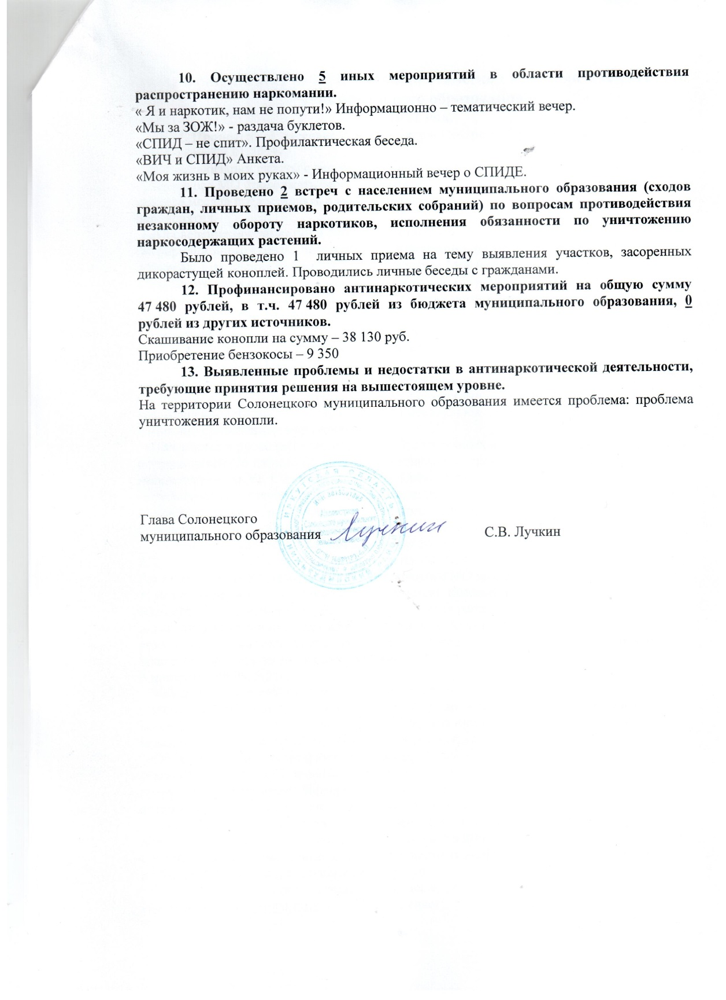 10. Осуществлено 5 иных мероприятий в области противодействия
распространению наркомании.
« Я и наркотик, нам не попути!» Информационно – тематический вечер.
«Мы за ЗОЖ!» - раздача буклетов.
«СПИД – не спит». Профилактическая беседа.
«ВИЧ и СПИД» Анкета.
«Моя жизнь в моих руках» - Информационный вечер о СПИДЕ.
11. Проведено 2 встреч с населением муниципального образования (сходов
граждан, личных приемов, родительских собраний) по вопросам противодействия
незаконному обороту наркотиков, исполнения обязанности по уничтожению
наркосодержащих растений.
Было проведено 1 личных приема на тему выявления участков, засоренных
дикорастущей коноплей. Проводились личные беседы с гражданами.
12. Профинансировано антинаркотических мероприятий на общую сумму
47 480 рублей, в т.ч. 47 480 рублей из бюджета муниципального образования, 0
рублей из других источников.
Скашивание конопли на сумму – 38 130 руб.
Приобретение бензокосы – 9 350
13. Выявленные проблемы и недостатки в антинаркотической деятельности,
требующие принятия решения на вышестоящем уровне.
На территории Солонецкого муниципального образования имеется проблема: проблема
уничтожения конопли.
ИРКУТСКАЯ ОБЛАСТЬ
Глава Солонецкого
муниципального образования Лучкин С.В. Лучкин